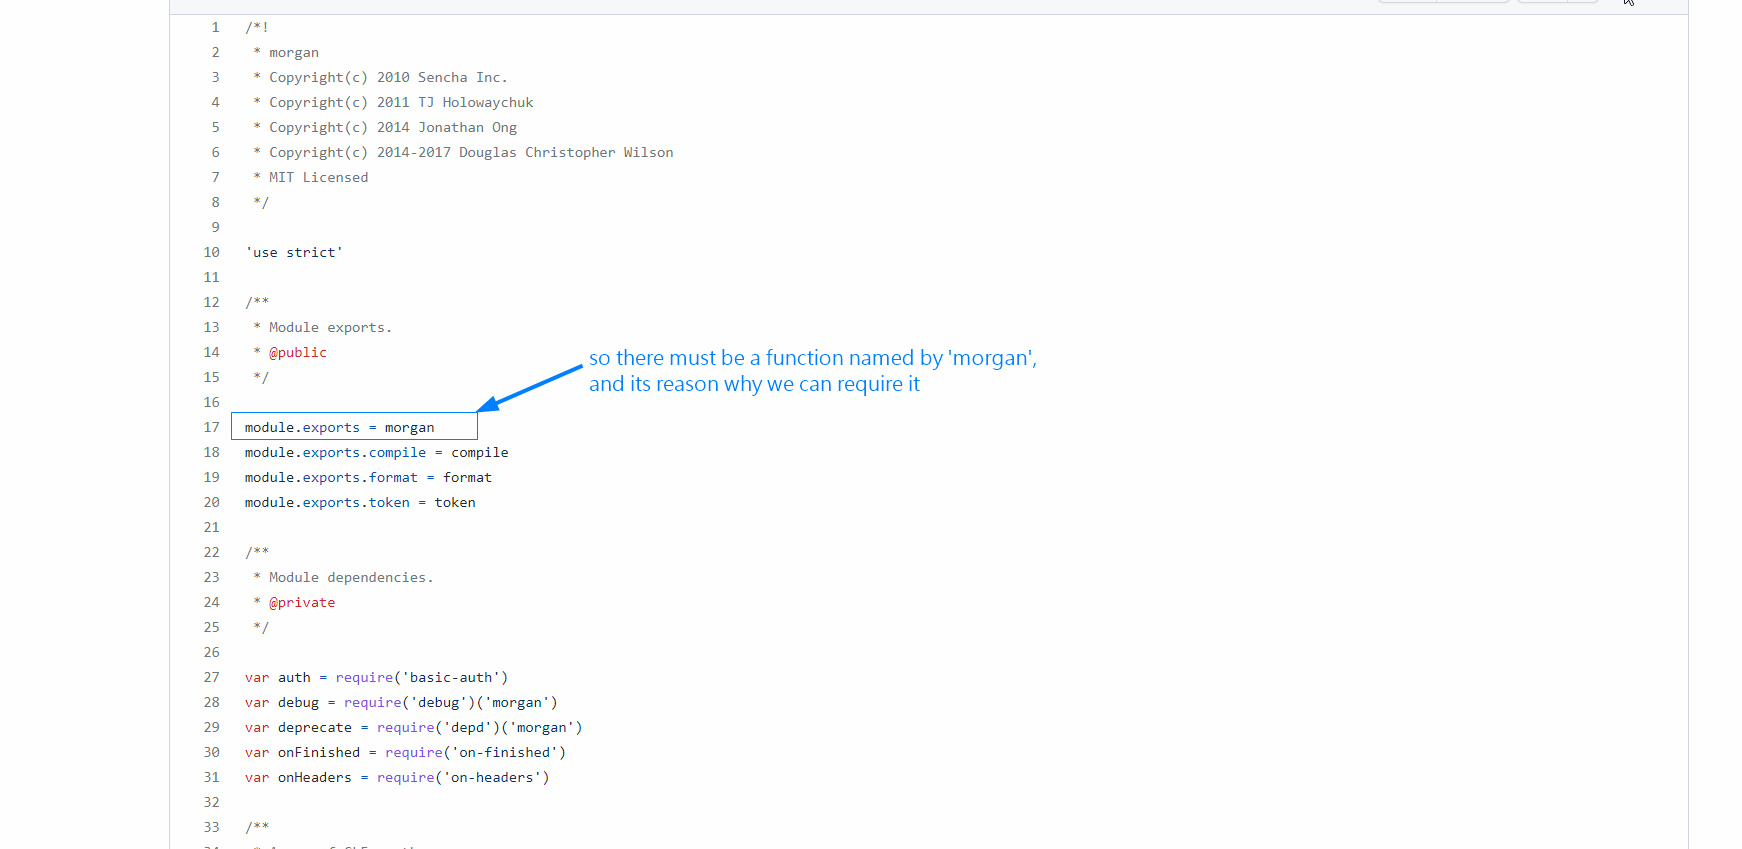 1 /*!
2 * morgan
3 * Copyright(c) 2010 Sencha Inc.
4 * Copyright(c) 2011 TJ Holowaychuk
5 * Copyright(c) 2014 Jonathan Ong
6 * Copyright(c) 2014-2017 Douglas Christopher Wilson
7 * MIT Licensed
8 */
9
10 'use strict'
11
12 /**
13 * Module exports.
14 * @public
so there must be a function named by 'morgan',
15 */
and its reason why we can require it
16
17 module.exports = morgan
18 module.exports.compile = compile
19 module.exports.format = format
20 module.exports.token = token
21
22 /**
23 * Module dependencies.
24 * @private
25 */
26
27 var auth = require('basic-auth')
28 var debug = require('debug')('morgan')
29 var deprecate = require('depd')('morgan')
30 var onFinished = require('on-finished')
31 var onHeaders = require('on-headers')
32
33 /**